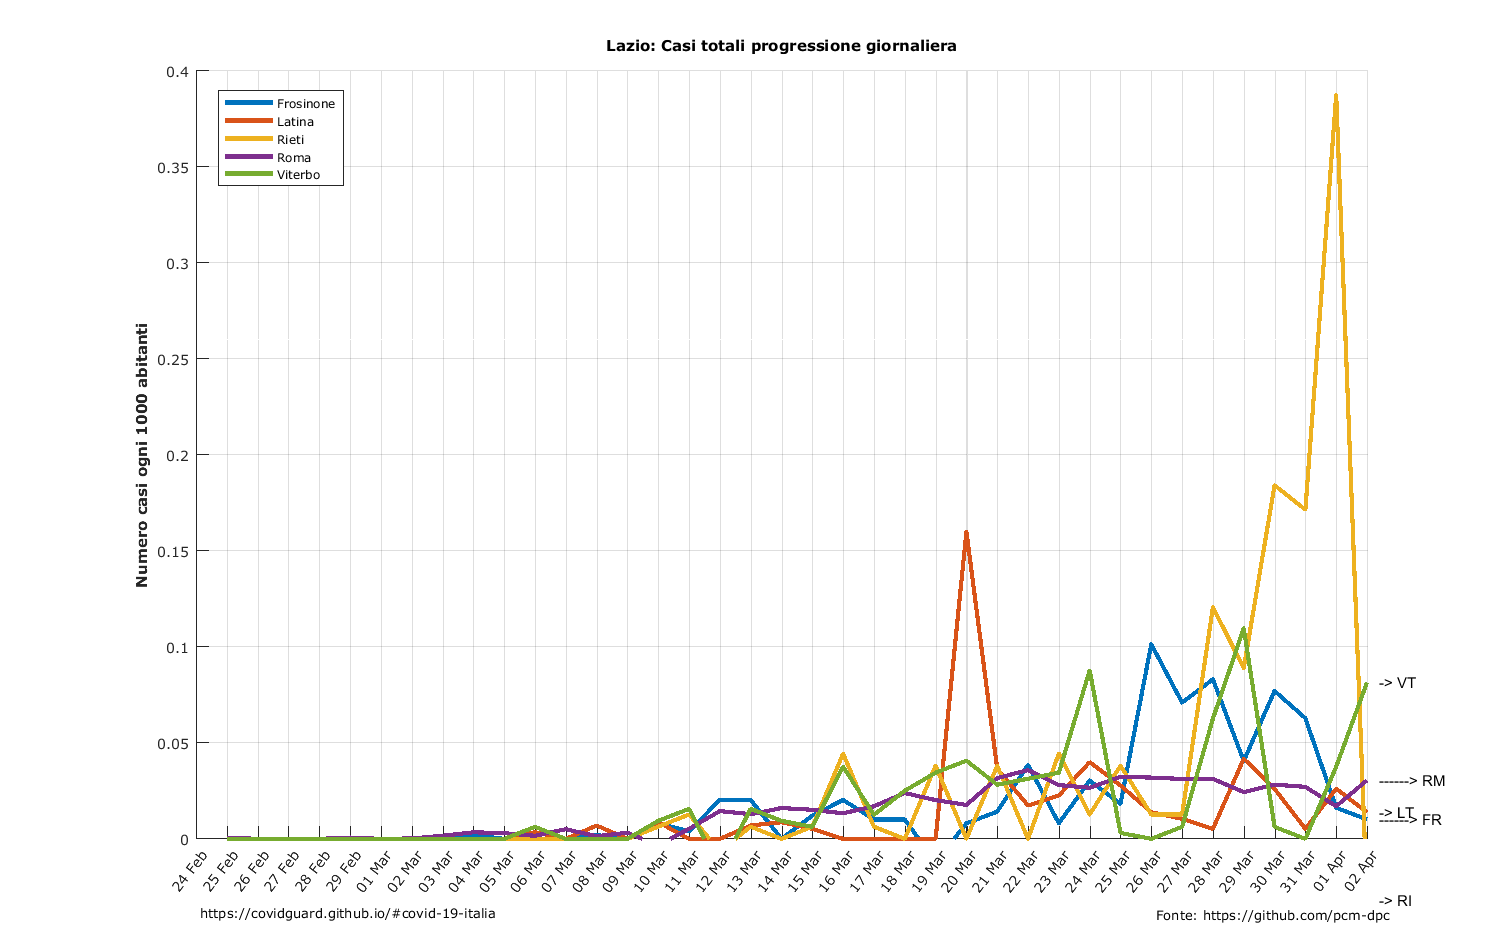 Lazio: Casi totali progressione giornaliera
Numero casi ogni 1000 abitanti
0.4
0.35
0.3
0.25
0.2
0.15
0.1
0.05
0
Frosinone
Latina
Rieti
Roma
Viterbo
-> VT
------> RM
-> LT
------> FR
-> RI
24 Feb
25 Feb
26 Feb
27 Feb
28 Feb
29 Feb
01 Mar
02 Mar
03 Mar
04 Mar
05 Mar
06 Mar
07 Mar
08 Mar
09 Mar
10 Mar
11 Mar
12 Mar
13 Mar
14 Mar
15 Mar
16 Mar
17 Mar
18 Mar
19 Mar
20 Mar
21 Mar
22 Mar
23 Mar
24 Mar
25 Mar
26 Mar
27 Mar
28 Mar
29 Mar
30 Mar
31 Mar
01 Apr
02 Apr
https://covidguard.github.io/#covid-19-italia
Fonte: https://github.com/pcm-dpc